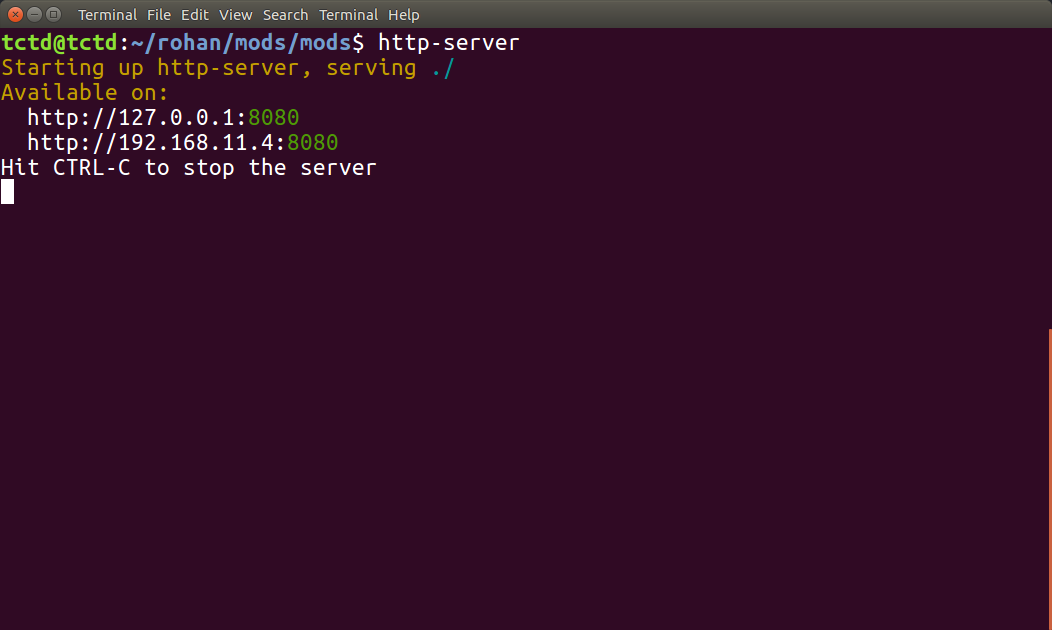 Terminal File Edit View Search Terminal Help
tctd@tctd:~/rohan/mods/mods$ http-server
Starting up http-server, serving ./
Available on:
  http://127.0.0.1:8080
  http://192.168.11.4:8080
Hit CTRL-C to stop the server